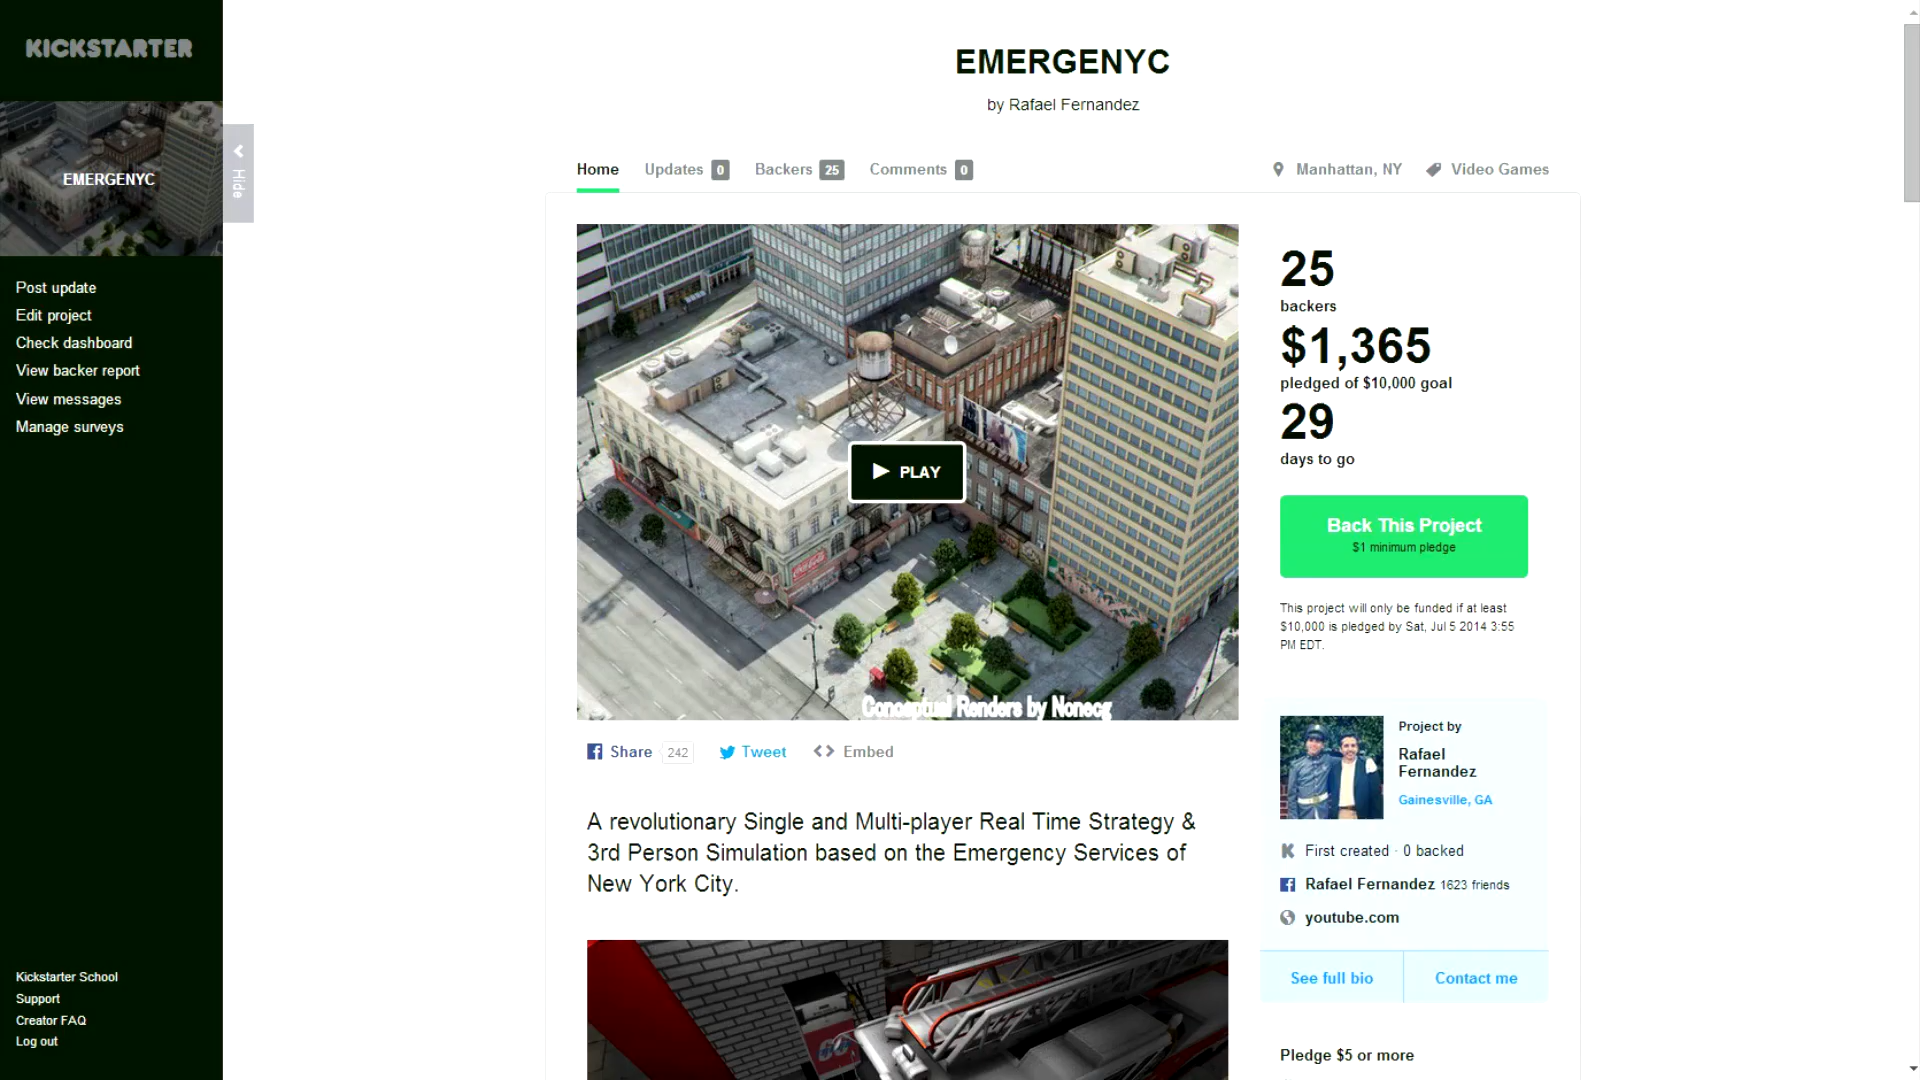 KICKSTARTER
EMERGENYC
Hide
Post update
Edit project
Check dashboard
View backer report
View messages
Manage surveys
Kickstarter School
Support
Creator FAQ
Log out
EMERGENYC
by Rafael Fernandez
Home Updates 0 Backers 25 Comments 0
Manhattan, NY Video Games
PLAY
Coca-Cola
Conceptual Renders by Nonecg
Share 242 Tweet Embed
A revolutionary Single and Multi-player Real Time Strategy &
3rd Person Simulation based on the Emergency Services of
New York City.
25
backers
$1,365
pledged of $10,000 goal
29
days to go
Back This Project
$1 minimum pledge
This project will only be funded if at least
$10,000 is pledged by Sat, Jul 5 2014 3:55
PM EDT.
Project by
Rafael
Fernandez
Gainesville, GA
First created · 0 backed
Rafael Fernandez 1623 friends
youtube.com
See full bio
Contact me
Pledge $5 or more